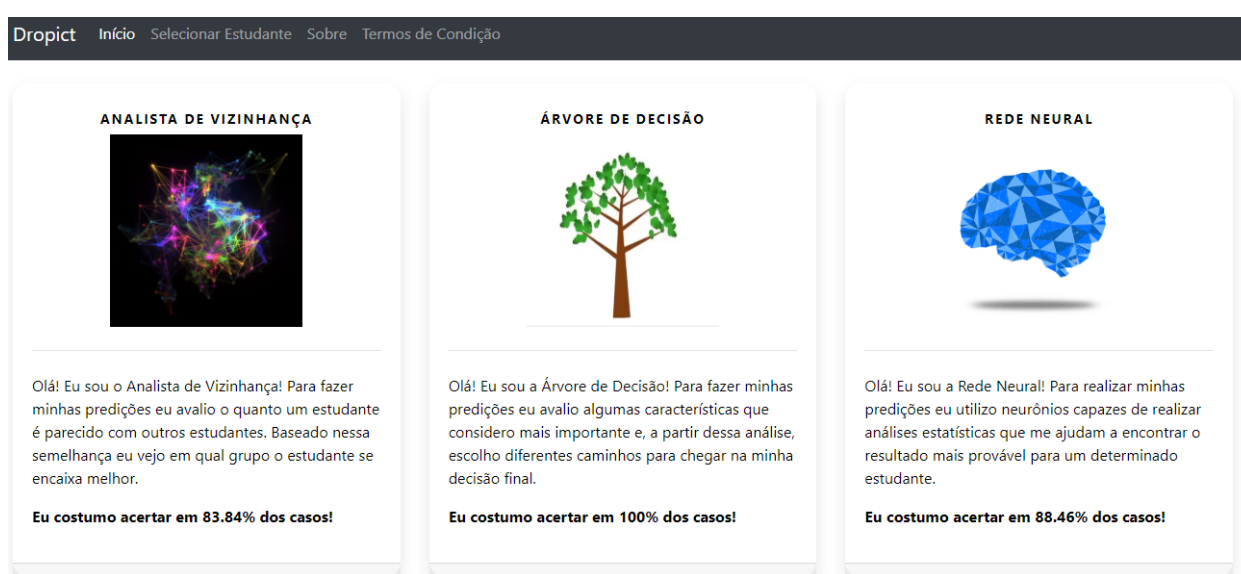 Dropict Início Selecionar Estudante Sobre Termos de Condição
ANALISTA DE VIZINHANÇA
Olá! Eu sou o Analista de Vizinhança! Para fazer
minhas predições eu avalio o quanto um estudante
é parecido com outros estudantes. Baseado nessa
semelhança eu vejo em qual grupo o estudante se
encaixa melhor.
Eu costumo acertar em 83.84% dos casos!
ÁRVORE DE DECISÃO
Olá! Eu sou a Árvore de Decisão! Para fazer minhas
predições eu avalio algumas características que
considero mais importante e, a partir dessa análise,
escolho diferentes caminhos para chegar na minha
decisão final.
Eu costumo acertar em 100% dos casos!
REDE NEURAL
Olá! Eu sou a Rede Neural! Para realizar minhas
predições eu utilizo neurônios capazes de realizar
análises estatísticas que me ajudam a encontrar o
resultado mais provável para um determinado
estudante.
Eu costumo acertar em 88.46% dos casos!